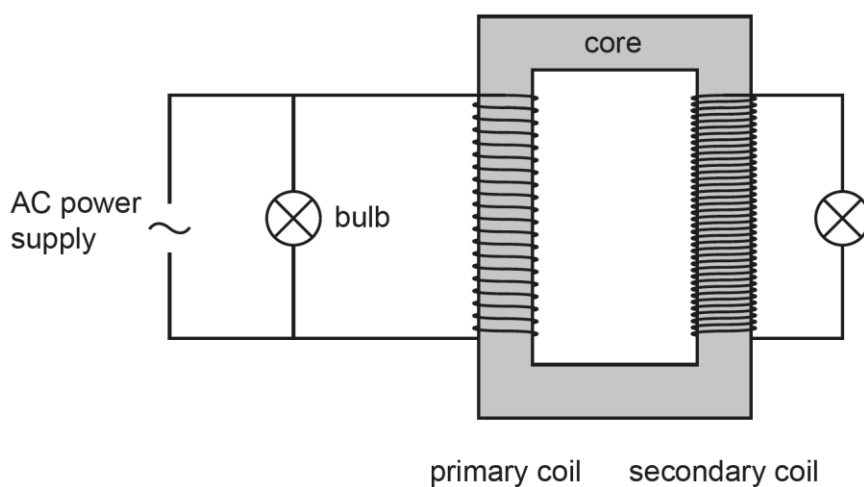 core
AC power
supply
bulb
primary coil
secondary coil